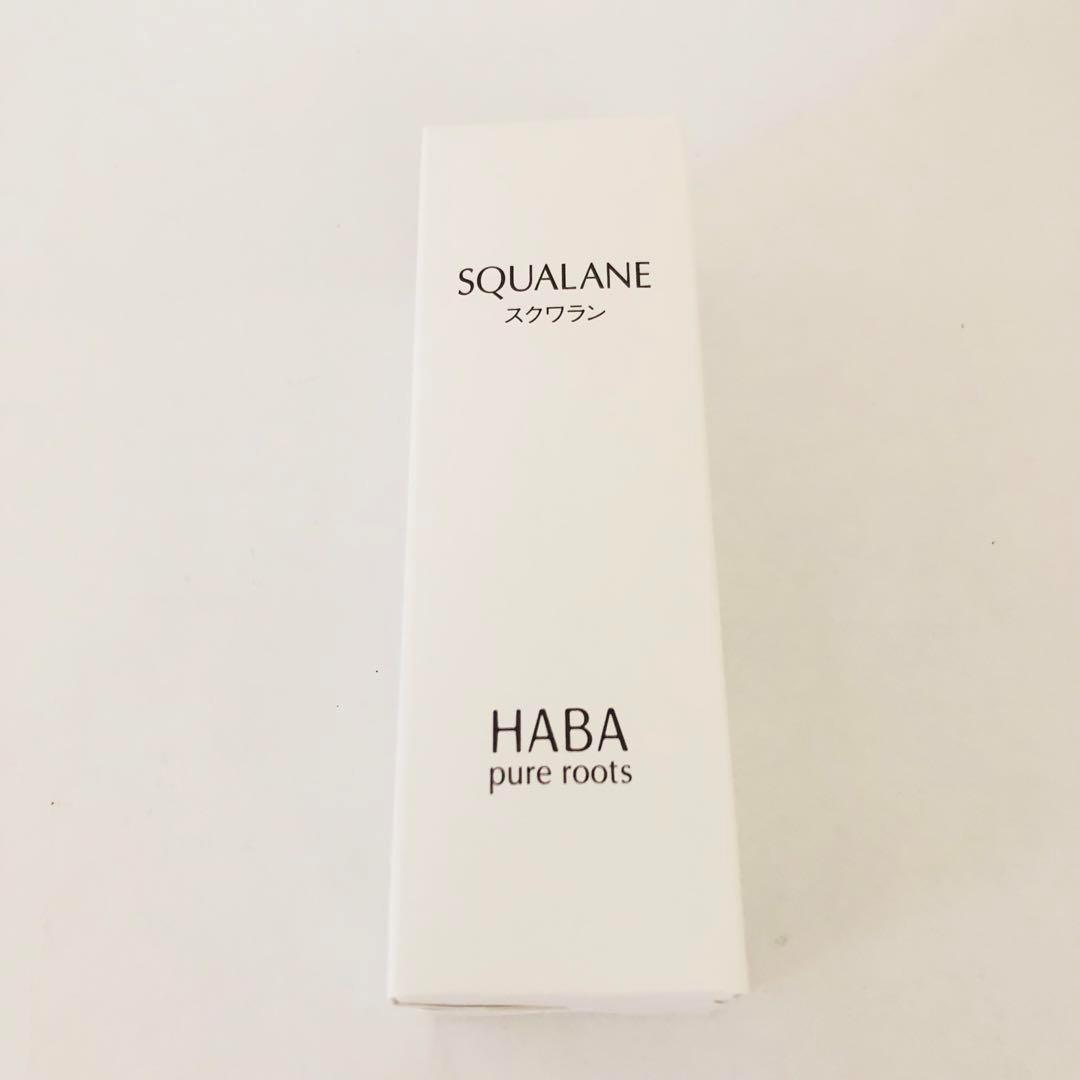 SQUALANE
スクワラン
HABA
pure roots